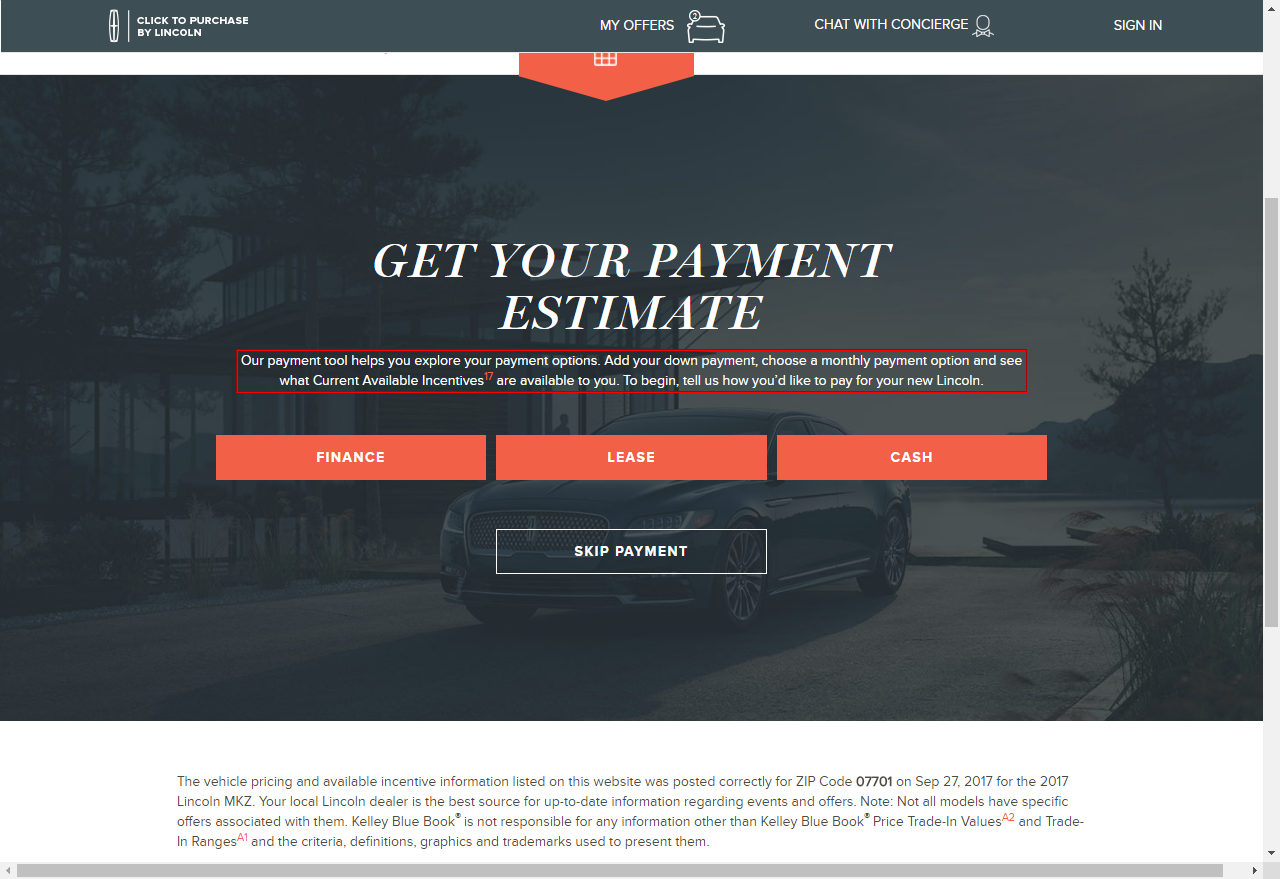 CLICK TO PURCHASE
BY LINCOLN
MY OFFERS
2
CHAT WITH CONCIERGE
SIGN IN
GET YOUR PAYMENT
ESTIMATE
Our payment tool helps you explore your payment options. Add your down payment, choose a monthly payment option and see
what Current Available Incentives17 are available to you. To begin, tell us how you'd like to pay for your new Lincoln.
FINANCE
LEASE
CASH
SKIP PAYMENT
The vehicle pricing and available incentive information listed on this website was posted correctly for ZIP Code 07701 on Sep 27, 2017 for the 2017
Lincoln MKZ. Your local Lincoln dealer is the best source for up-to-date information regarding events and offers. Note: Not all models have specific
offers associated with them. Kelley Blue Book® is not responsible for any information other than Kelley Blue Book® Price Trade-In ValuesA2 and Trade-
In RangesA1 and the criteria, definitions, graphics and trademarks used to present them.